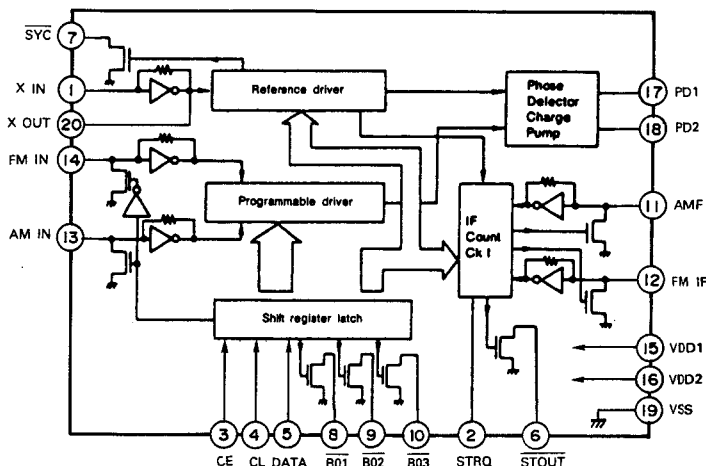 SYC
7
X IN
1
X OUT
20
FM IN
14
AM IN
13
Reference driver
Programmable driver
Shift register latch
Phase
Detector
Charge
Pump
IF
Count
Ck t
17
PD1
18
PD2
11
AMF
12
FM IF
15
VDD1
16
VDD2
19
VSS
3
4
5
8
9
10
2
6
CE
CL
DATA
B01
B02
B03
STRQ
STOUT